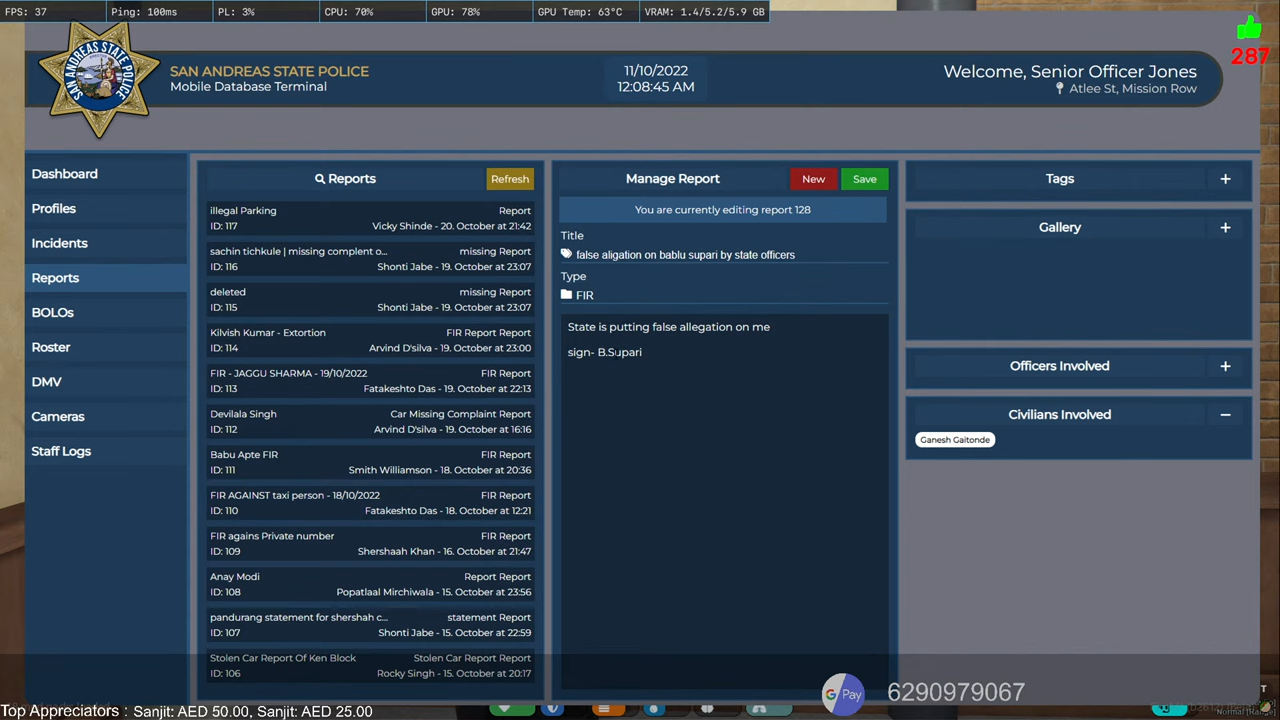 FPS: 37 Ping: 100ms PL: 3% CPU: 70% GPU: 78% GPU Temp: 63°C VRAM: 1.4/5.2/5.9 GB
287
SAN ANDREAS STATE POLICE
Mobile Database Terminal
11/10/2022
12:08:45 AM
Welcome, Senior Officer Jones
Atlee St, Mission Row
Dashboard
Profiles
Incidents
Reports
BOLOs
Roster
DMV
Cameras
Staff Logs
Reports Refresh
illegal Parking Report
ID: 117 Vicky Shinde - 20. October at 21:42
sachin tichkule | missing complent o... missing Report
ID: 116 Shonti Jabe - 19. October at 23:07
deleted missing Report
ID: 115 Shonti Jabe - 19. October at 23:07
Kilvish Kumar - Extortion FIR Report Report
ID: 114 Arvind D'silva - 19. October at 23:00
FIR - JAGGU SHARMA - 19/10/2022 FIR Report
ID: 113 Fatakeshto Das - 19. October at 22:13
Devilala Singh Car Missing Complaint Report
ID: 112 Arvind D'silva - 19. October at 16:16
Babu Apte FIR FIR Report
ID: 111 Smith Williamson - 18. October at 20:36
FIR AGAINST taxi person - 18/10/2022 FIR Report
ID: 110 Fatakeshto Das - 18. October at 12:21
FIR agains Private number FIR Report
ID: 109 Shershaah Khan - 16. October at 21:47
Anay Modi Report Report
ID: 108 Popatlaal Mirchiwala - 15. October at 23:56
pandurang statement for shershah c... statement Report
ID: 107 Shonti Jabe - 15. October at 22:59
Stolen Car Report Of Ken Block Stolen Car Report Report
ID: 106 Rocky Singh - 15. October at 20:17
Manage Report New Save
You are currently editing report 128
Title
false aligation on bablu supari by state officers
Type
FIR
State is putting false allegation on me
sign- B.Supari
Tags +
Gallery +
Officers Involved +
Civilians Involved −
Ganesh Gaitonde
G Pay 6290979067
Top Appreciators : Sanjit: AED 50.00, Sanjit: AED 25.00